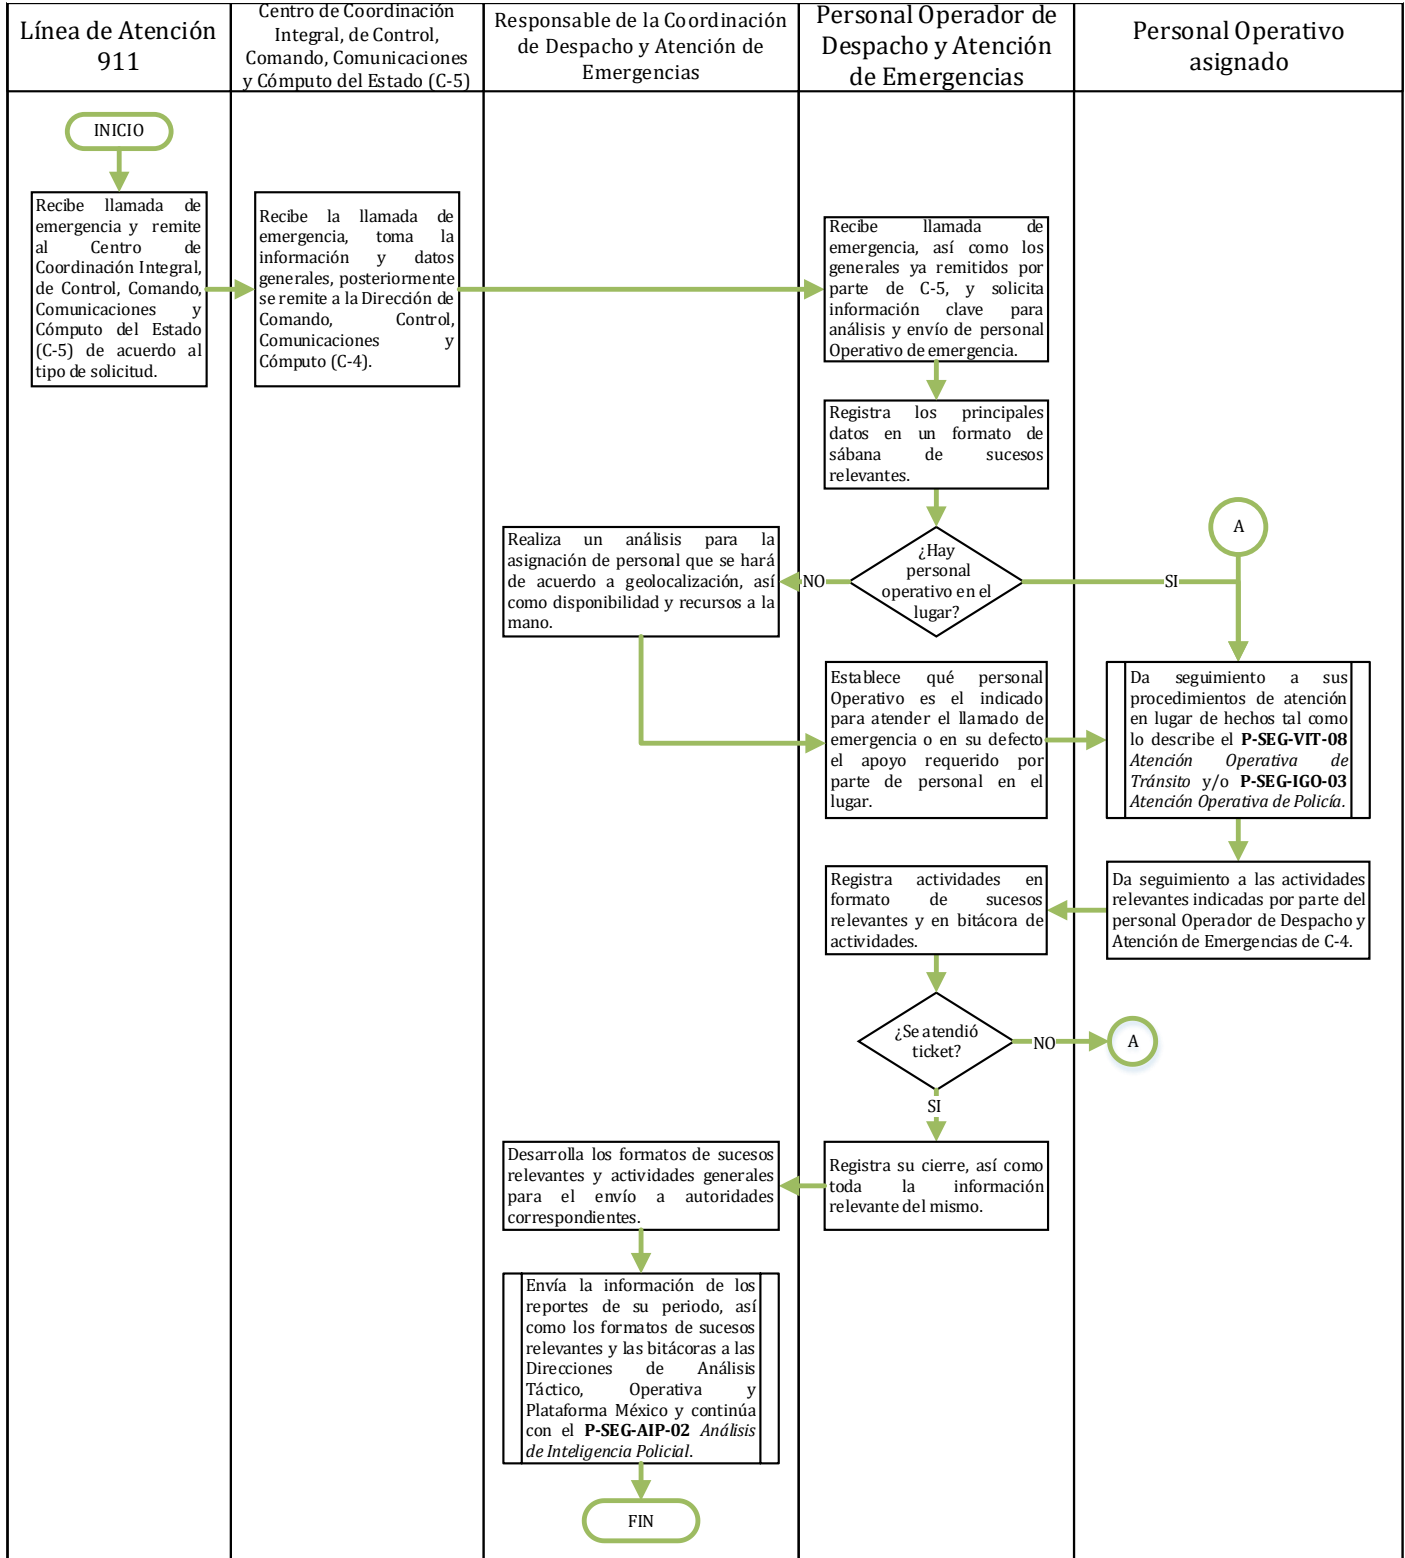 Línea de Atención
911
Centro de Coordinación
Integral, de Control,
Comando, Comunicaciones
y Cómputo del Estado (C-5)
Responsable de la Coordinación
de Despacho y Atención de
Emergencias
Personal Operador de
Despacho y Atención
de Emergencias
Personal Operativo
asignado
INICIO
Recibe llamada de
emergencia y remite
al Centro de
Coordinación Integral,
de Control, Comando,
Comunicaciones y
Cómputo del Estado
(C-5) de acuerdo al
tipo de solicitud.
Recibe la llamada de
emergencia, toma la
información y datos
generales, posteriormente
se remite a la Dirección de
Comando, Control,
Comunicaciones y
Cómputo (C-4).
Recibe llamada de
emergencia, así como los
generales ya remitidos por
parte de C-5, y solicita
información clave para
análisis y envío de personal
Operativo de emergencia.
Registra los principales
datos en un formato de
sábana de sucesos
relevantes.
¿Hay
personal
operativo en el
lugar?
NO
SI
A
Realiza un análisis para la
asignación de personal que se hará
de acuerdo a geolocalización, así
como disponibilidad y recursos a la
mano.
Establece qué personal
Operativo es el indicado
para atender el llamado de
emergencia o en su defecto
el apoyo requerido por
parte de personal en el
lugar.
Da seguimiento a sus
procedimientos de atención
en lugar de hechos tal como
lo describe el P-SEG-VIT-08
Atención Operativa de
Tránsito y/o P-SEG-IGO-03
Atención Operativa de Policía.
Da seguimiento a las actividades
relevantes indicadas por parte del
personal Operador de Despacho y
Atención de Emergencias de C-4.
Registra actividades en
formato de sucesos
relevantes y en bitácora de
actividades.
¿Se atendió
ticket?
NO
A
SI
Registra su cierre, así como
toda la información
relevante del mismo.
Desarrolla los formatos de sucesos
relevantes y actividades generales
para el envío a autoridades
correspondientes.
Envía la información de los
reportes de su periodo, así
como los formatos de sucesos
relevantes y las bitácoras a las
Direcciones de Análisis
Táctico, Operativa y
Plataforma México y continúa
con el P-SEG-AIP-02 Análisis
de Inteligencia Policial.
FIN